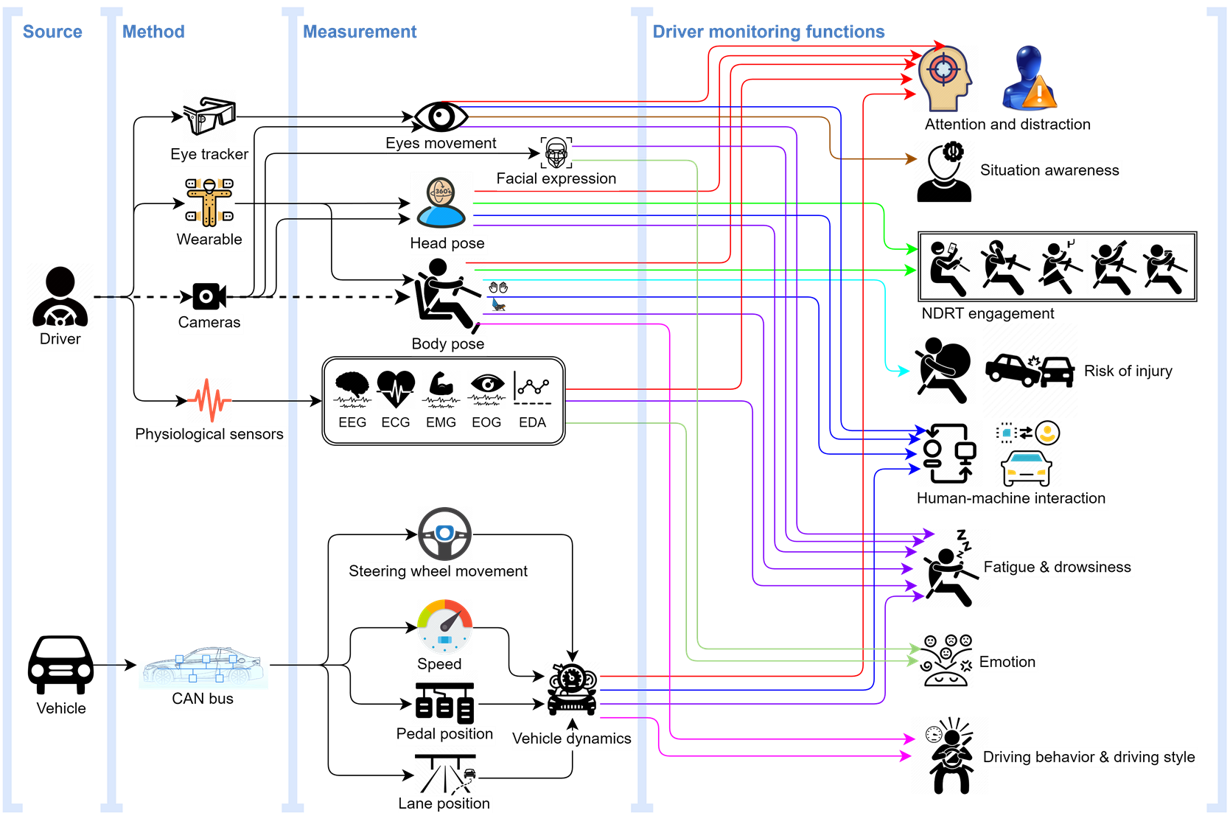 Source
Method
Measurement
Driver monitoring functions
Eye tracker
Eyes movement
Attention and distraction
Facial expression
Situation awareness
Wearable
360°
Head pose
NDRT engagement
Driver
Cameras
Body pose
Risk of injury
Physiological sensors
EEG
ECG
EMG
EOG
EDA
Human-machine interaction
Steering wheel movement
Z
Z
Z
Z
Fatigue & drowsiness
Speed
Emotion
Vehicle
CAN bus
Pedal position
Vehicle dynamics
Lane position
Driving behavior & driving style